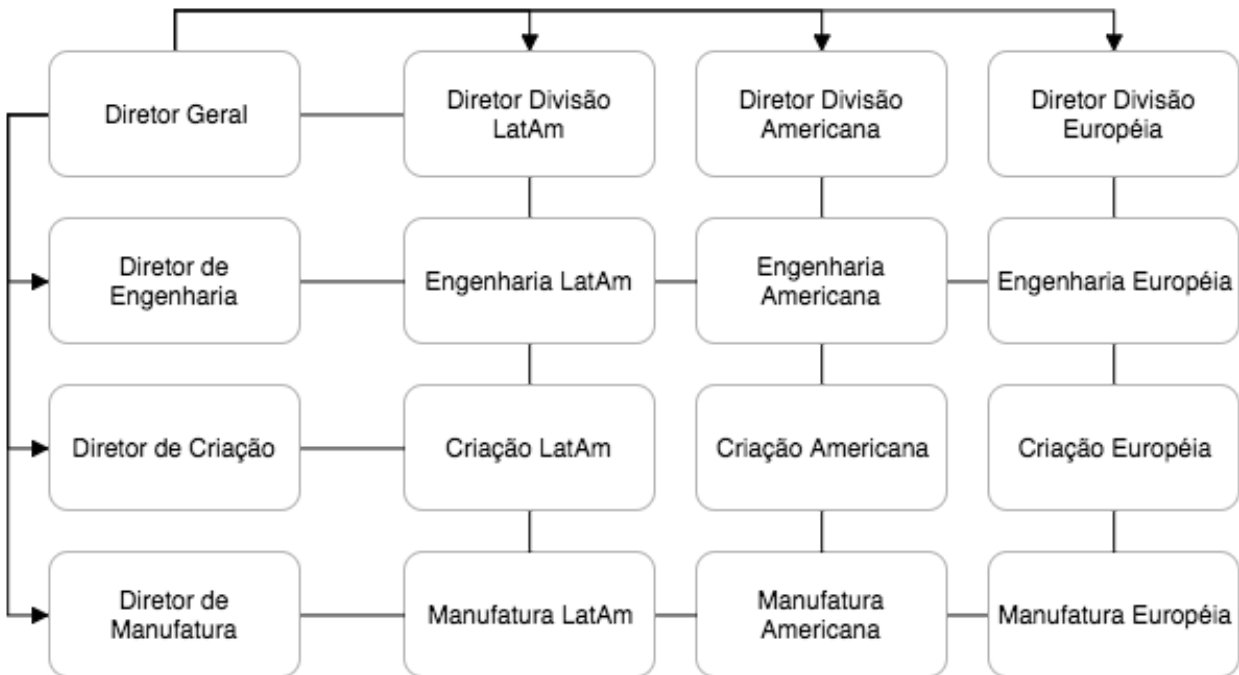 Diretor Geral
Diretor Divisão
LatAm
Diretor Divisão
Americana
Diretor Divisão
Européia
Diretor de
Engenharia
Engenharia LatAm
Engenharia
Americana
Engenharia Européia
Diretor de Criação
Criação LatAm
Criação Americana
Criação Européia
Diretor de
Manufatura
Manufatura LatAm
Manufatura
Americana
Manufatura Européia